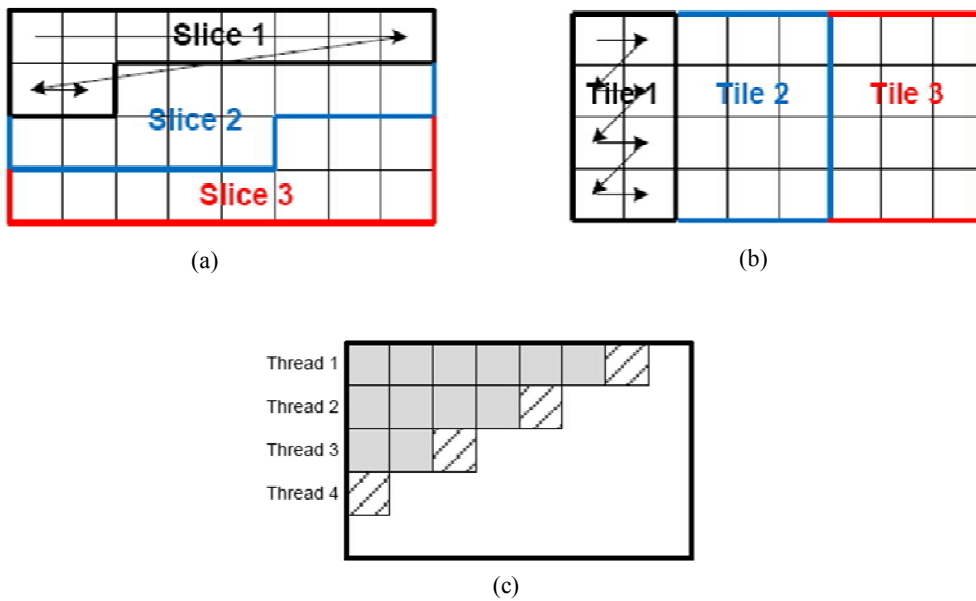 Slice 1
Slice 2
Slice 3
(a)
Tile 1 Tile 2 Tile 3
(b)
Thread 1
Thread 2
Thread 3
Thread 4
(c)